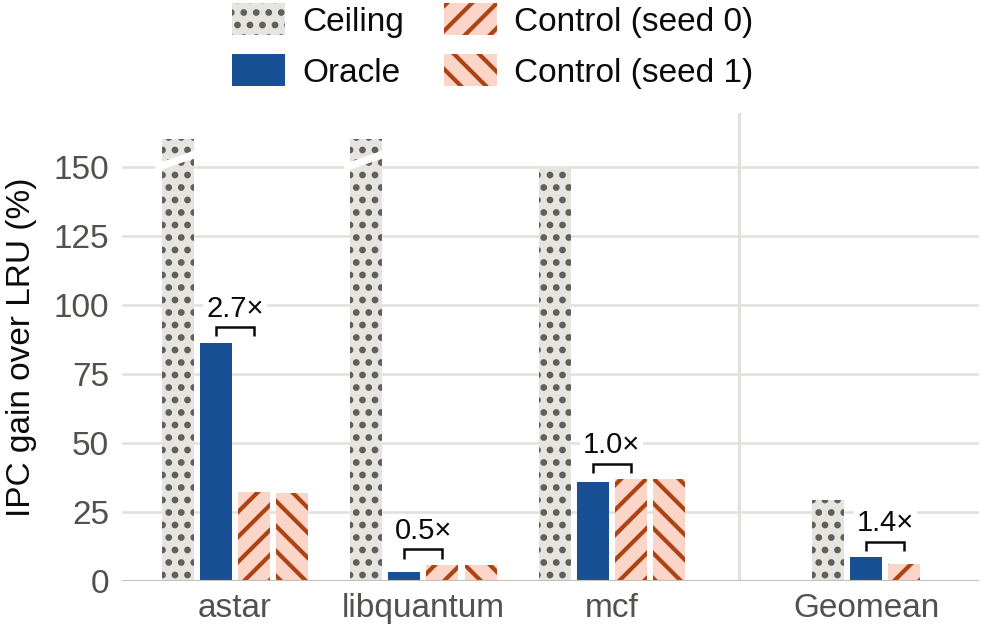 Ceiling
Control (seed 0)
Oracle
Control (seed 1)
IPC gain over LRU (%)
150
125
100
75
50
25
0
2.7×
0.5×
1.0×
1.4×
astar
libquantum
mcf
Geomean